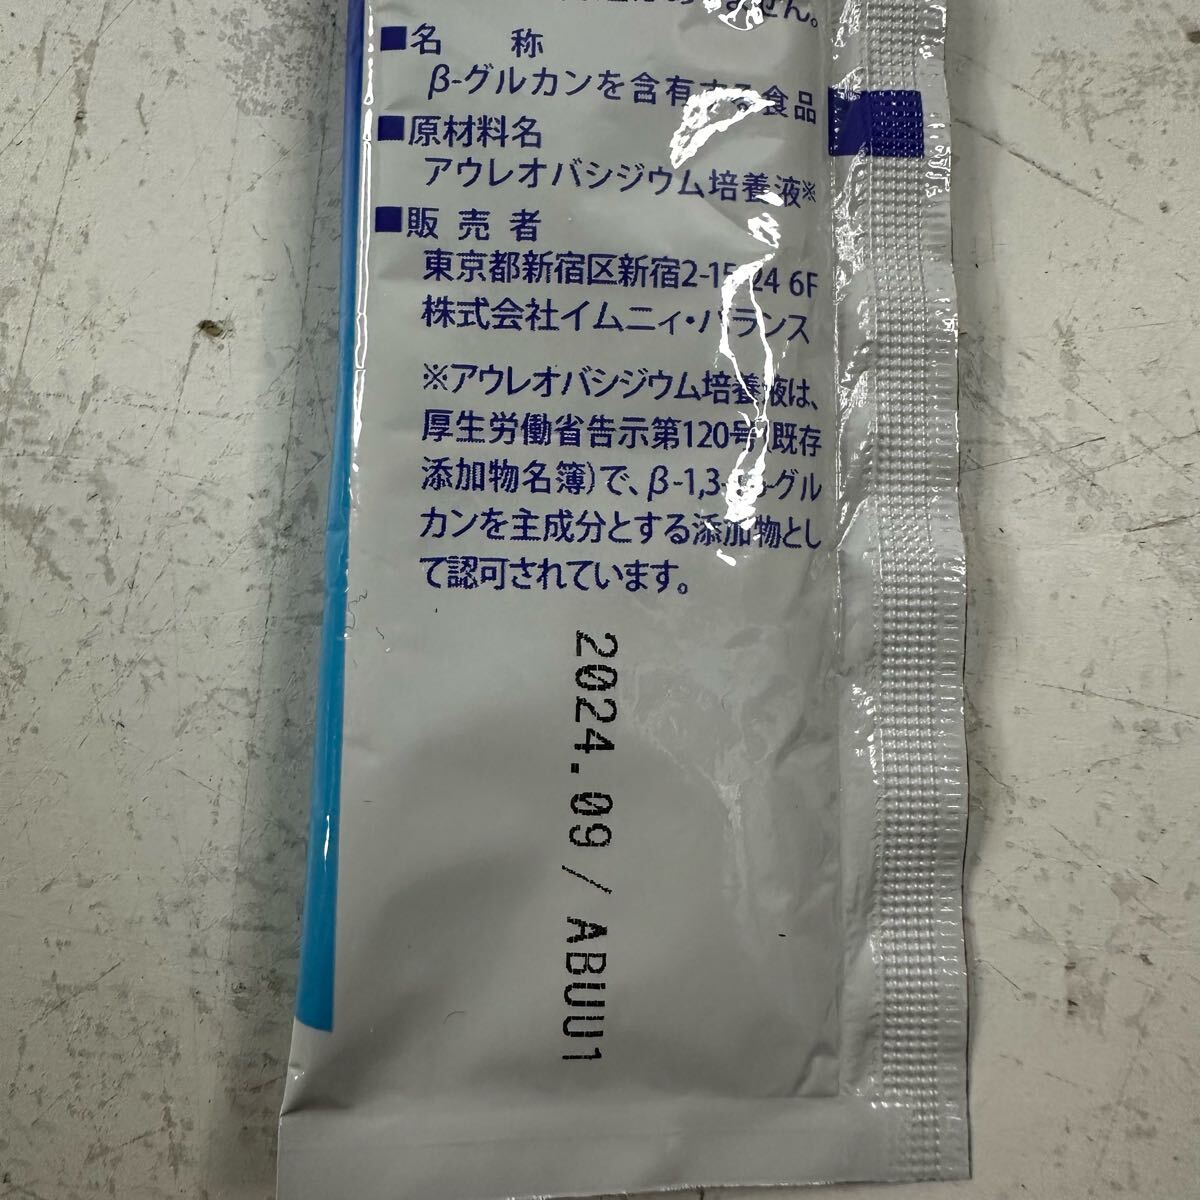 ません。
■名　　称
β-グルカンを含有する食品
■原材料名
アウレオバシジウム培養液※
■販 売 者
東京都新宿区新宿2-15-24 6F
株式会社イムニィ・バランス
※アウレオバシジウム培養液は、
厚生労働省告示第120号(既存
添加物名簿)で、β-1,3-1,6-グル
カンを主成分とする添加物とし
て認可されています。
2024.09/ABUU1